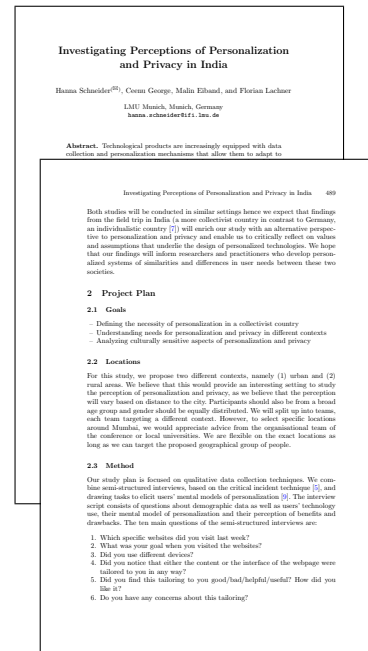 Investigating Perceptions of Personalization
and Privacy in India
Hanna Schneider(✉), Ceenu George, Malin Eiband, and Florian Lachner
LMU Munich, Munich, Germany
hanna.schneider@ifi.lmu.de
Abstract. Technological products are increasingly equipped with data
collection and personalization mechanisms that allow them to adapt to
Investigating Perceptions of Personalization and Privacy in India 489
Both studies will be conducted in similar settings hence we expect that findings
from the field trip in India (a more collectivist country in contrast to Germany,
an individualistic country [7]) will enrich our study with an alternative perspec-
tive to personalization and privacy and enable us to critically reflect on values
and assumptions that underlie the design of personalized technologies. We hope
that our findings will inform researchers and practitioners who develop person-
alized systems of similarities and differences in user needs between these two
societies.
2 Project Plan
2.1 Goals
– Defining the necessity of personalization in a collectivist country
– Understanding needs for personalization and privacy in different contexts
– Analyzing culturally sensitive aspects of personalization and privacy
2.2 Locations
For this study, we propose two different contexts, namely (1) urban and (2)
rural areas. We believe that this would provide an interesting setting to study
the perception of personalization and privacy, as we believe that the perception
will vary based on distance to the city. Participants should also be from a broad
age group and gender should be equally distributed. We will split up into teams,
each team targeting a different context. However, to select specific locations
around Mumbai, we would appreciate advice from the organisational team of
the conference or local universities. We are flexible on the exact locations as
long as we can target the proposed geographical group of people.
2.3 Method
Our study plan is focused on qualitative data collection techniques. We com-
bine semi-structured interviews, based on the critical incident technique [5], and
drawing tasks to elicit users' mental models of personalization [9]. The interview
script consists of questions about demographic data as well as users' technology
use, their mental model of personalization and their perception of benefits and
drawbacks. The ten main questions of the semi-structured interviews are:
1. Which specific websites did you visit last week?
2. What was your goal when you visited the websites?
3. Did you use different devices?
4. Did you notice that either the content or the interface of the webpage were
tailored to you in any way?
5. Did you find this tailoring to you good/bad/helpful/useful? How did you
like it?
6. Do you have any concerns about this tailoring?